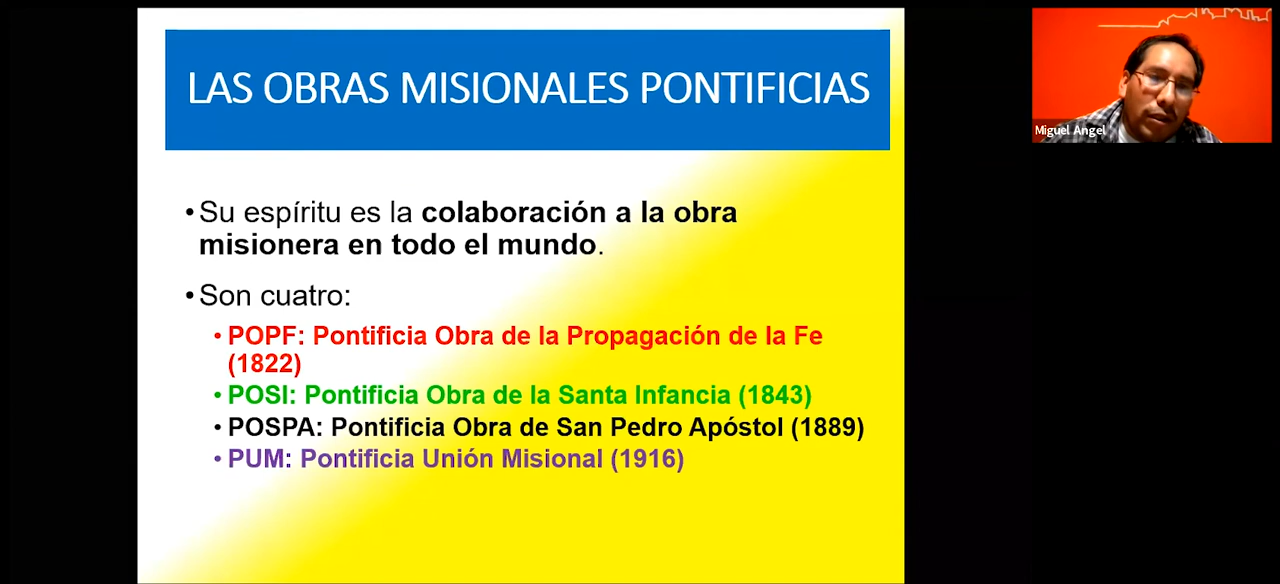 LAS OBRAS MISIONALES PONTIFICIAS
Miguel Angel
•Su espíritu es la colaboración a la obra
misionera en todo el mundo.
•Son cuatro:
•POPF: Pontificia Obra de la Propagación de la Fe
(1822)
•POSI: Pontificia Obra de la Santa Infancia (1843)
•POSPA: Pontificia Obra de San Pedro Apóstol (1889)
•PUM: Pontificia Unión Misional (1916)